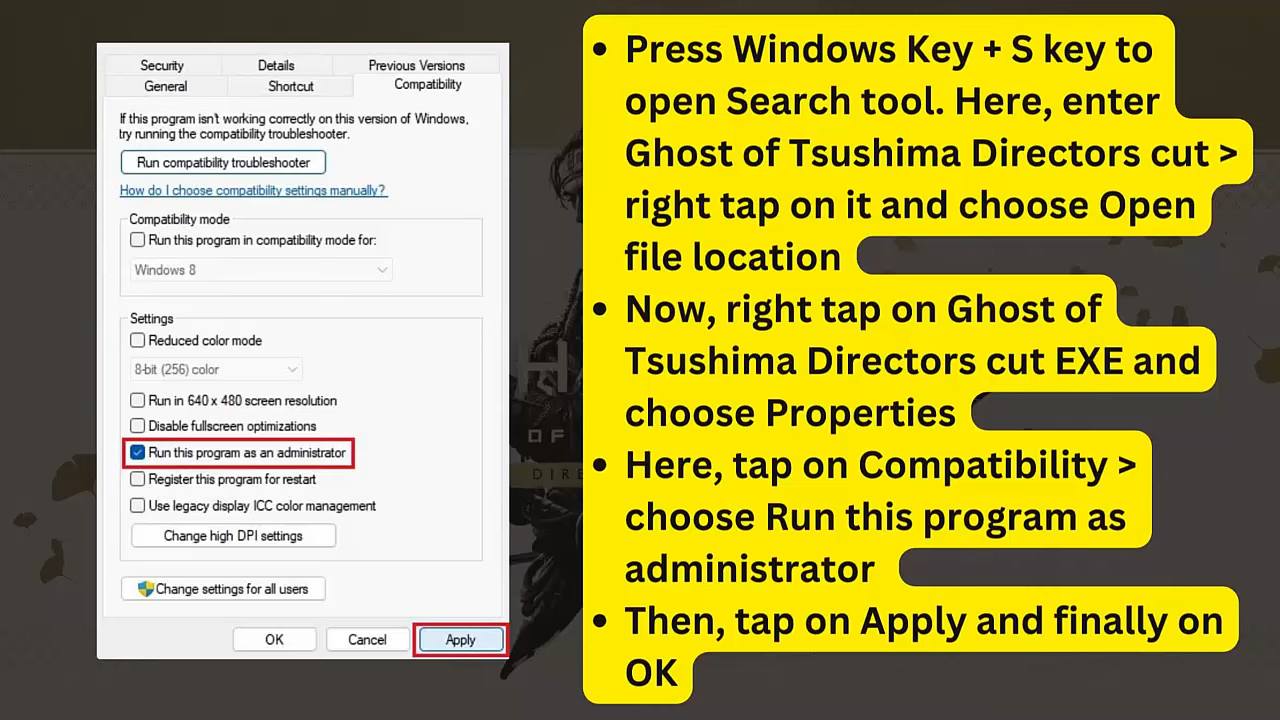 Security Details Previous Versions
General Shortcut Compatibility
If this program isn't working correctly on this version of Windows,
try running the compatibility troubleshooter.
Run compatibility troubleshooter
How do I choose compatibility settings manually?
Compatibility mode
Run this program in compatibility mode for:
Windows 8
Settings
Reduced color mode
8-bit (256) color
Run in 640 x 480 screen resolution
Disable fullscreen optimizations
Run this program as an administrator
Register this program for restart
Use legacy display ICC color management
Change high DPI settings
Change settings for all users
OK Cancel Apply
H
OF
DIRE
• Press Windows Key + S key to
open Search tool. Here, enter
Ghost of Tsushima Directors cut >
right tap on it and choose Open
file location
• Now, right tap on Ghost of
Tsushima Directors cut EXE and
choose Properties
• Here, tap on Compatibility >
choose Run this program as
administrator
• Then, tap on Apply and finally on
OK